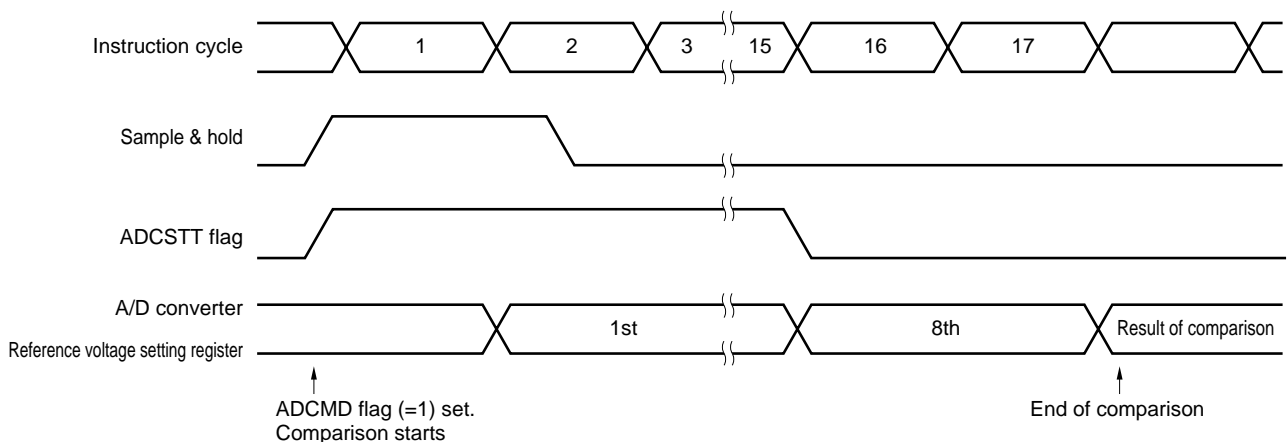 Instruction cycle 1 2 3 15 16 17
Sample & hold
ADCSTT flag
A/D converter
1st 8th Result of comparison
Reference voltage setting register
ADCMD flag (=1) set. End of comparison
Comparison starts